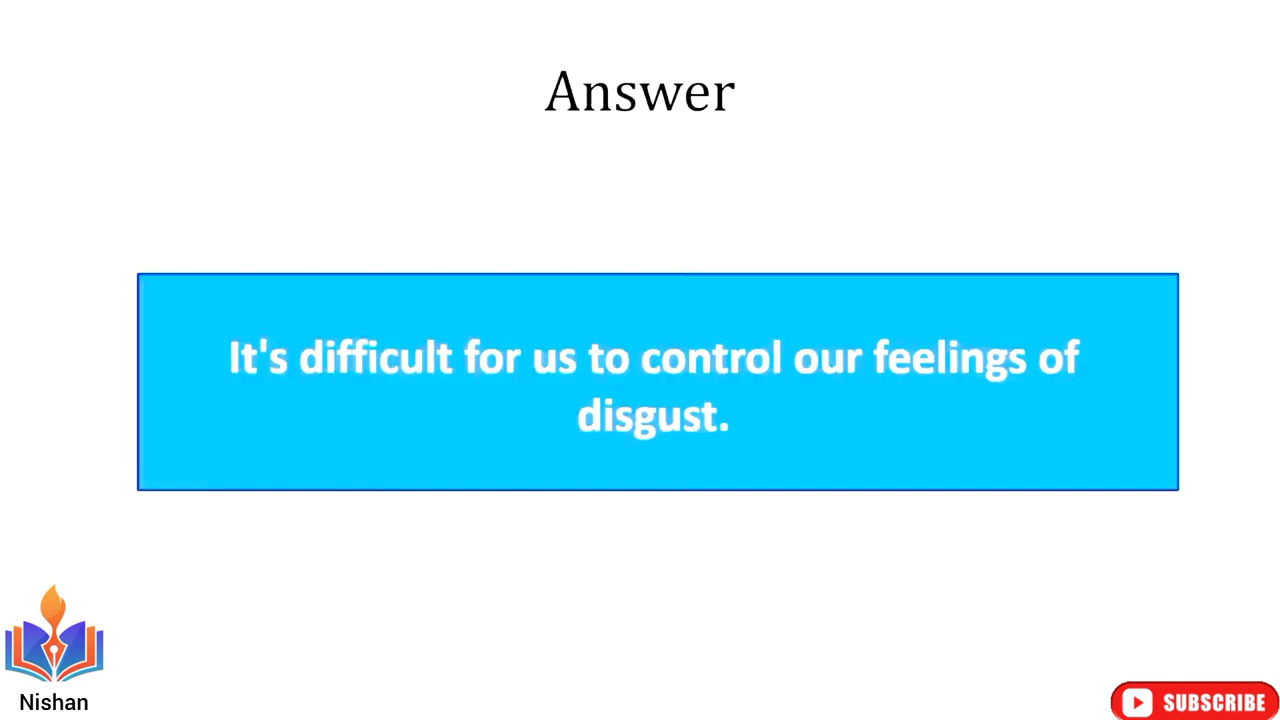 Answer
It's difficult for us to control our feelings of
disgust.
Nishan
SUBSCRIBE